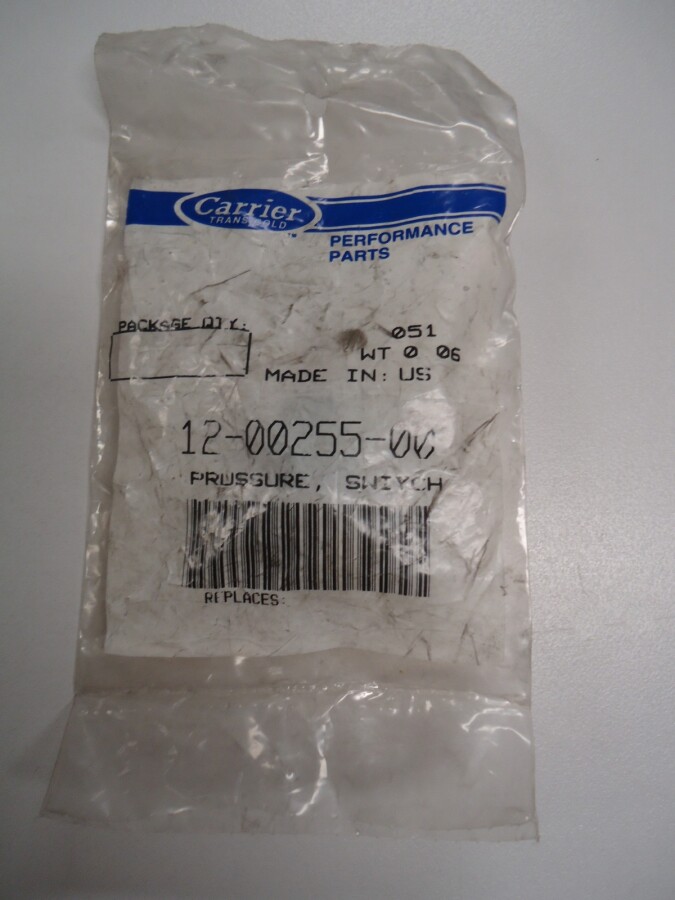 Carrier
TRANSICOLD
™
PERFORMANCE
PARTS
PACKAGE QTY:
051
WT 0 06
MADE IN: US
12-00255-00
PRUSSURE, SWIYCH
REPLACES: